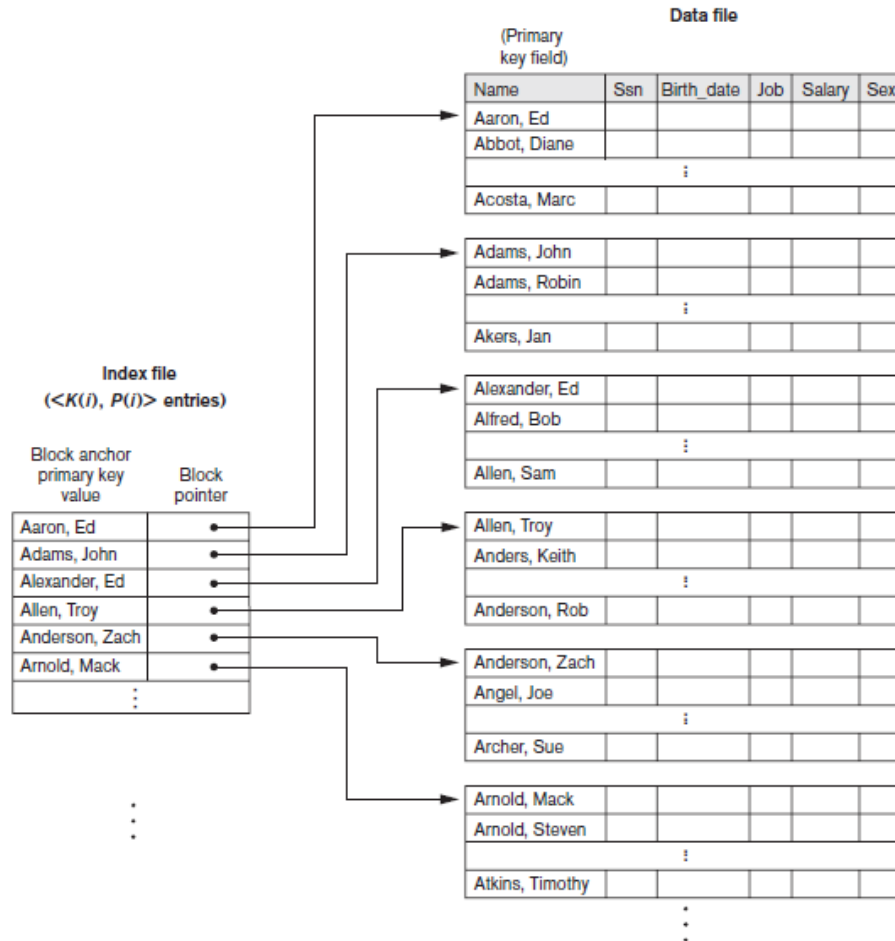 Data file
(Primary
key field)
Name Ssn Birth_date Job Salary Sex
Aaron, Ed
Abbot, Diane
⋮
Acosta, Marc
Adams, John
Adams, Robin
⋮
Akers, Jan
Alexander, Ed
Alfred, Bob
⋮
Allen, Sam
Allen, Troy
Anders, Keith
⋮
Anderson, Rob
Anderson, Zach
Angel, Joe
⋮
Archer, Sue
Arnold, Mack
Arnold, Steven
⋮
Atkins, Timothy
⋮
Index file
(<K(i), P(i)> entries)
Block anchor
primary key
value
Block
pointer
Aaron, Ed
Adams, John
Alexander, Ed
Allen, Troy
Anderson, Zach
Arnold, Mack
⋮
⋮